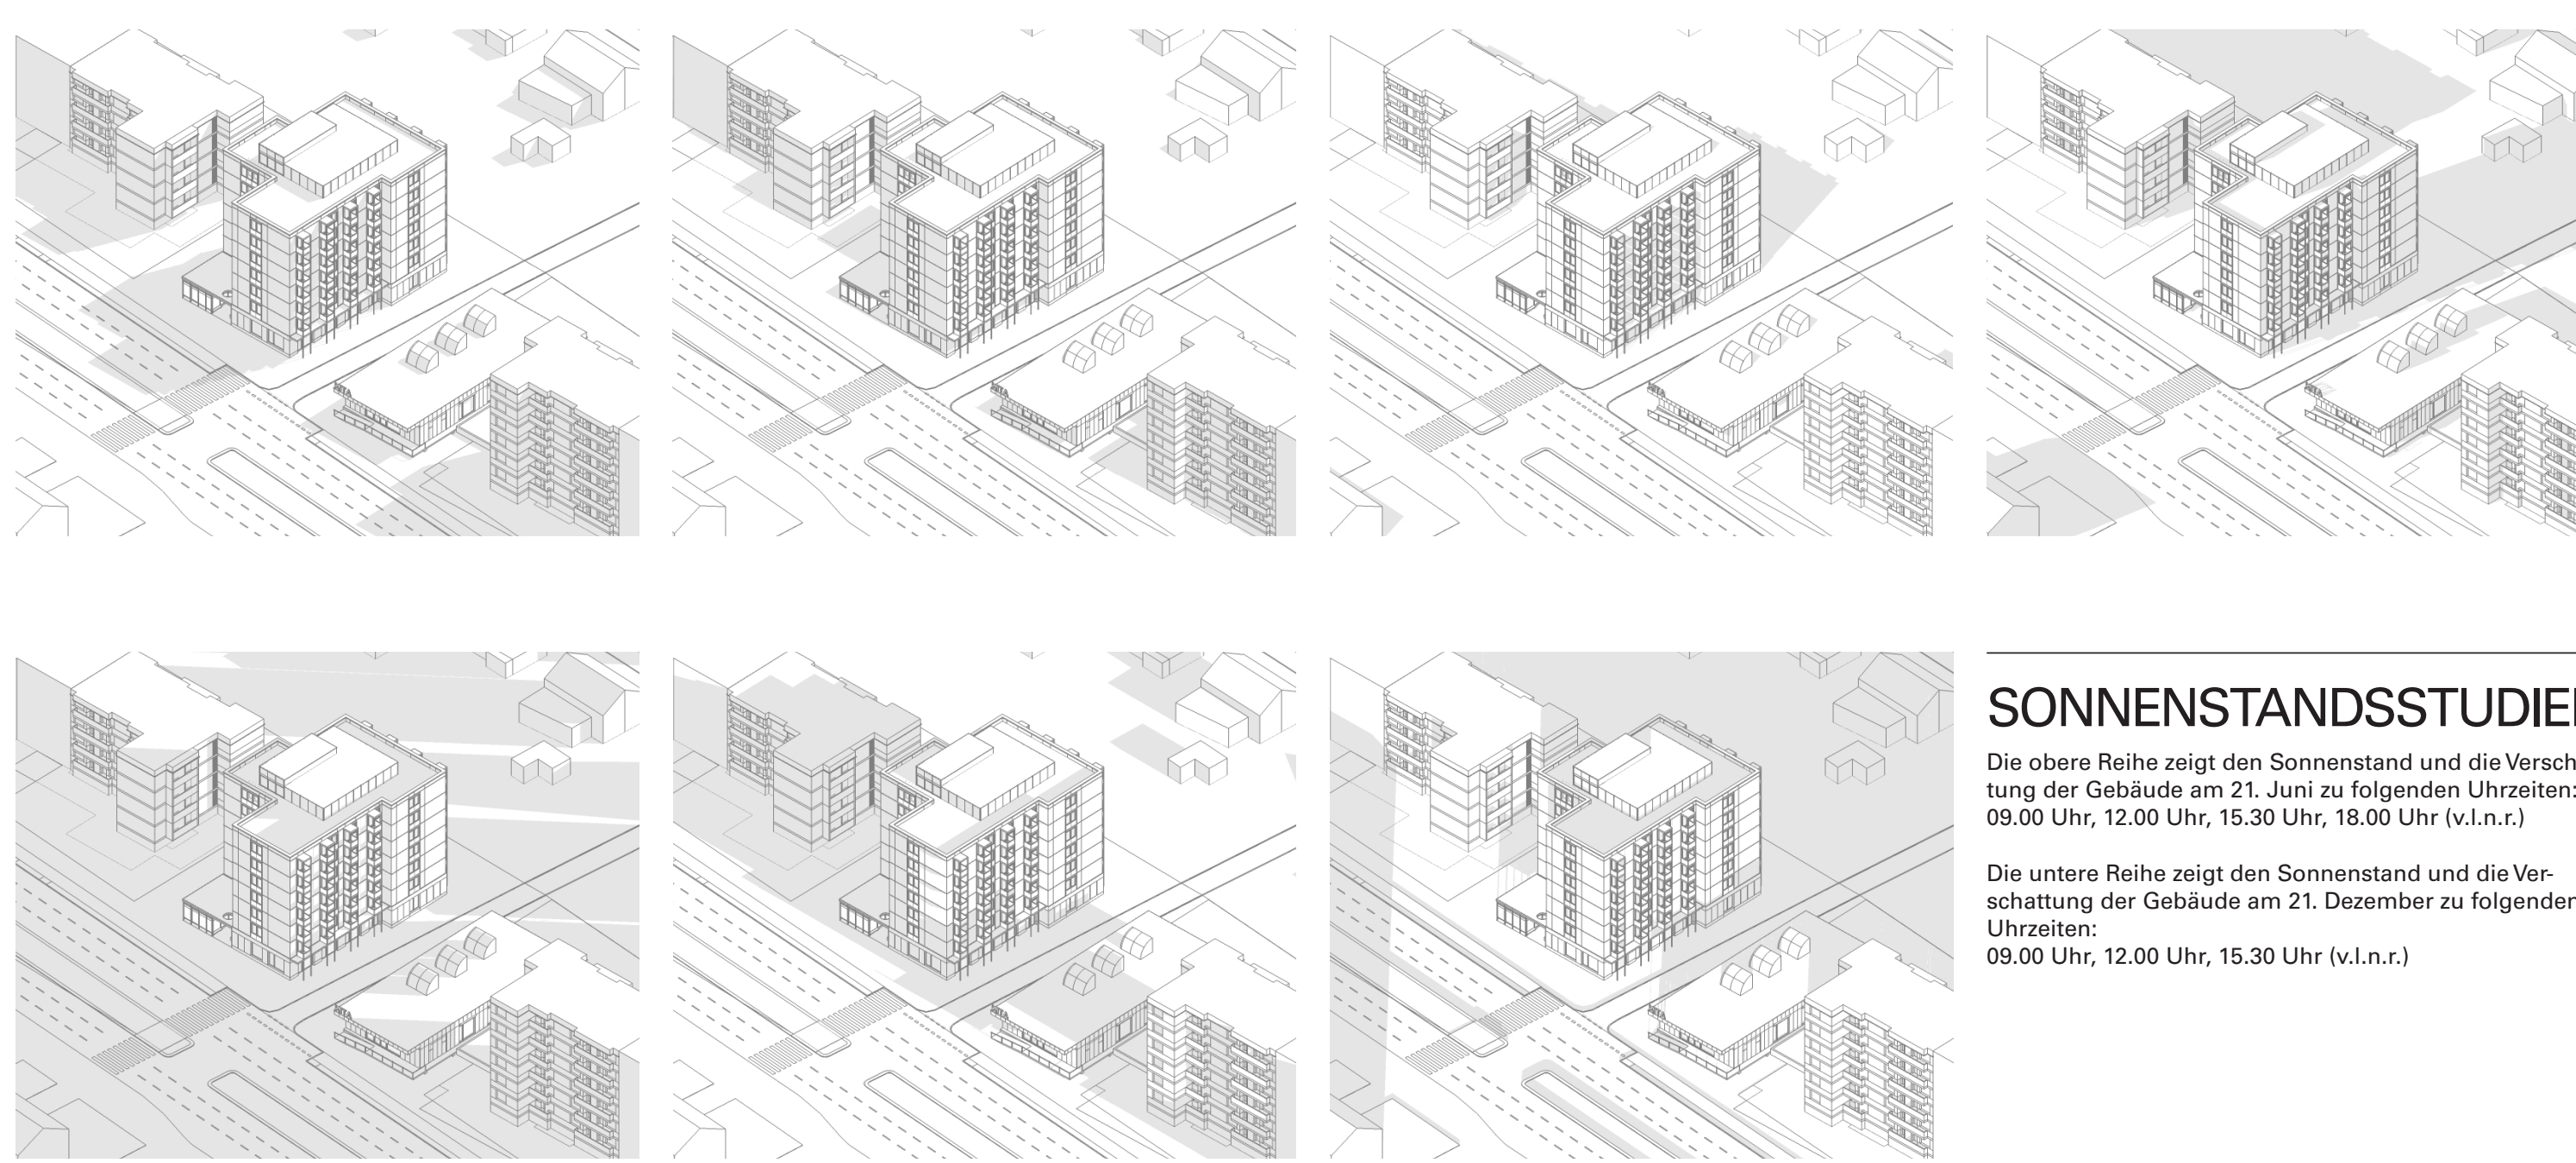 SONNENSTANDSSTUDIE
Die obere Reihe zeigt den Sonnenstand und die Versch
tung der Gebäude am 21. Juni zu folgenden Uhrzeiten:
09.00 Uhr, 12.00 Uhr, 15.30 Uhr, 18.00 Uhr (v.l.n.r.)
Die untere Reihe zeigt den Sonnenstand und die Ver-
schattung der Gebäude am 21. Dezember zu folgenden
Uhrzeiten:
09.00 Uhr, 12.00 Uhr, 15.30 Uhr (v.l.n.r.)